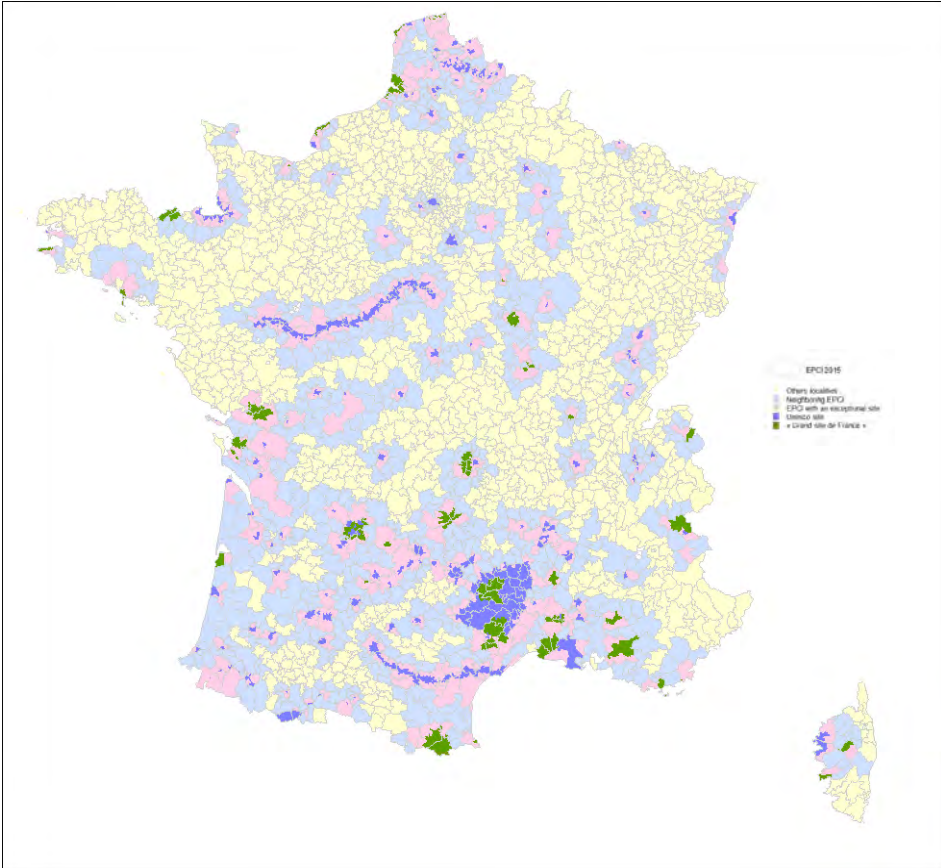 EPCI 2015
Others localities
Neighboring EPCI
EPCI with an exceptional site
Unesco site
« Grand site de France »